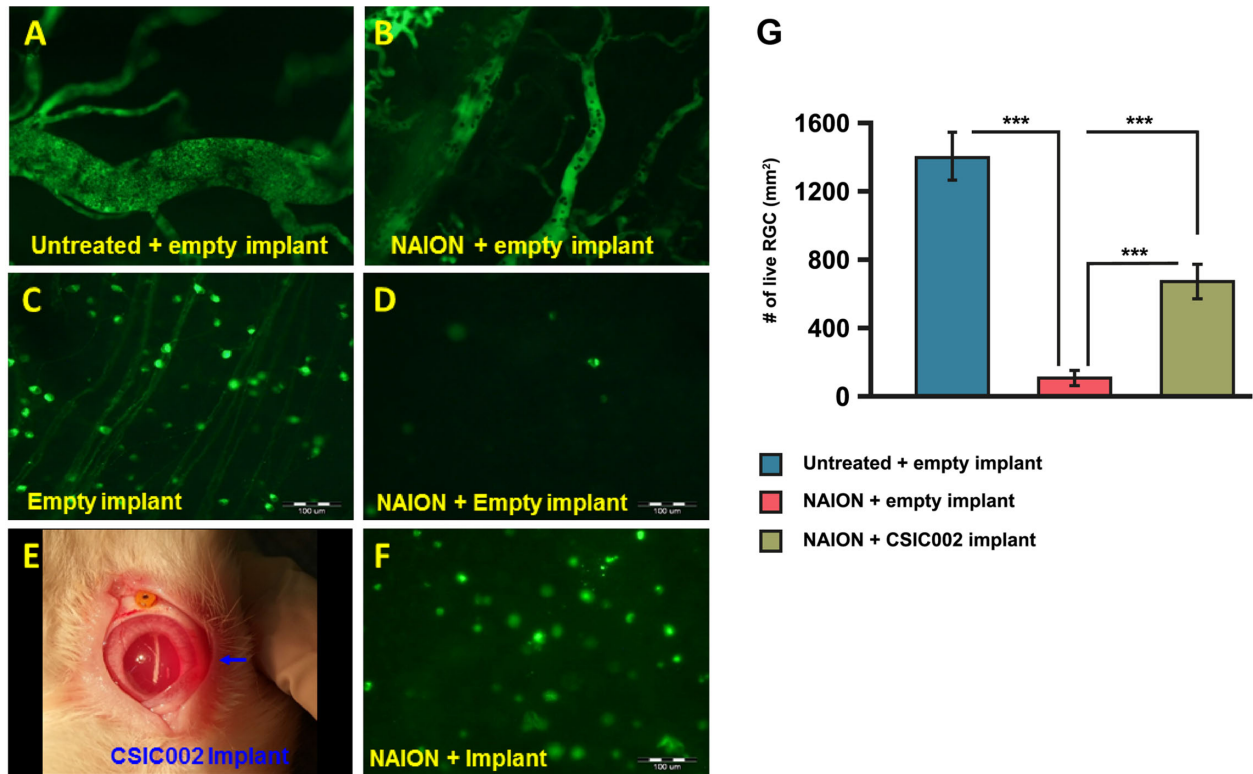 A
Untreated + empty implant
B
NAION + empty implant
C
Empty implant
100 um
D
NAION + Empty implant
100 um
E
CSIC002 Implant
F
NAION + Implant
100 um
G
# of live RGC (mm²)
1600
1200
800
400
0
***
***
***
Untreated + empty implant
NAION + empty implant
NAION + CSIC002 implant